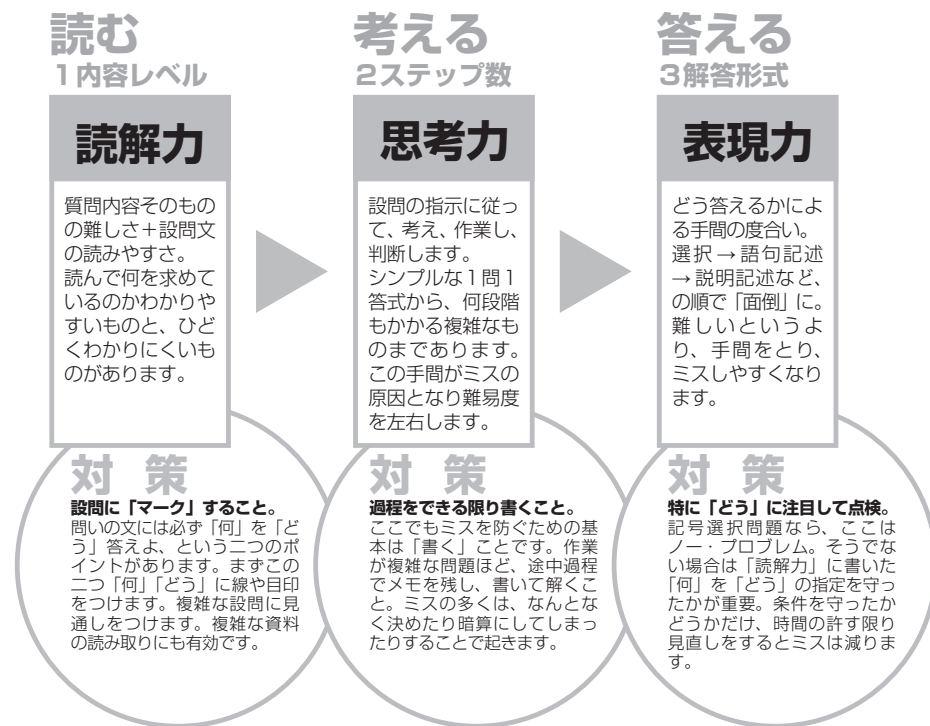 読む
1内容レベル
読解力
質問内容そのもの
の難しさ+設問文
の読みやすさ。
読んで何を求めて
いるのかわかりや
すいものと、ひど
くわかりにくいも
のがあります。
対 策
設問に「マーク」すること。
問いの文には必ず「何」を「ど
う」答えよ、という二つのポ
イントがあります。まずこの
二つ「何」「どう」に線や目印
をつけます。複雑な設問に見
通しをつけます。複雑な資料
の読み取りにも有効です。
考える
2ステップ数
思考力
設問の指示に従っ
て、考え、作業し、
判断します。
シンプルな1問1
答式から、何段階
もかかる複雑なも
のまであります。
この手間がミスの
原因となり難易度
を左右します。
対 策
過程をできる限り書くこと。
ここでもミスを防ぐための基
本は「書く」ことです。作業
が複雑な問題ほど、途中過程
でメモを残し、書いて解くこ
と。ミスの多くは、なんとな
く決めたり暗算にしてしまっ
たりすることで起きます。
答える
3解答形式
表現力
どう答えるかによ
る手間の度合い。
選択→語句記述
→説明記述など、
の順で「面倒」に。
難しいというよ
り、手間をとり、
ミスしやすくなり
ます。
対 策
特に「どう」に注目して点検。
記号選択問題なら、ここは
ノー・プロブレム。そうでな
い場合は「読解力」に書いた
「何」を「どう」の指定を守っ
たかが重要。条件を守ったか
どうかだけ、時間の許す限り
見直しをするとミスは減りま
す。